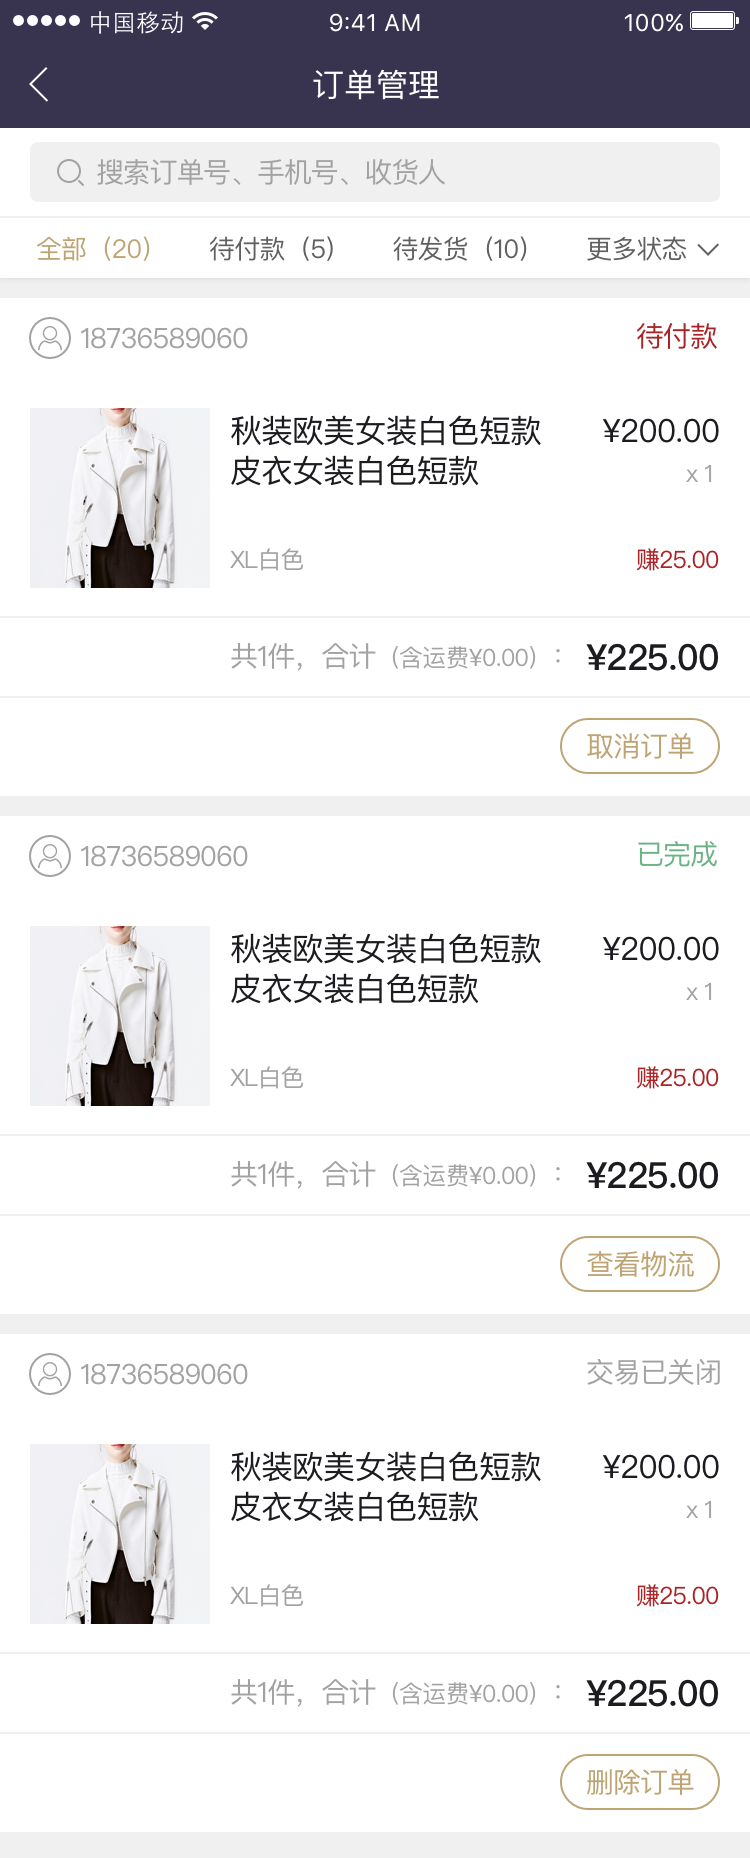 中国移动 9:41 AM 100%
订单管理
搜索订单号、手机号、收货人
全部（20） 待付款（5） 待发货（10） 更多状态
18736589060 待付款
秋装欧美女装白色短款 ¥200.00
皮衣女装白色短款 x 1
XL白色 赚25.00
共1件，合计（含运费¥0.00）： ¥225.00
取消订单
18736589060 已完成
秋装欧美女装白色短款 ¥200.00
皮衣女装白色短款 x 1
XL白色 赚25.00
共1件，合计（含运费¥0.00）： ¥225.00
查看物流
18736589060 交易已关闭
秋装欧美女装白色短款 ¥200.00
皮衣女装白色短款 x 1
XL白色 赚25.00
共1件，合计（含运费¥0.00）： ¥225.00
删除订单